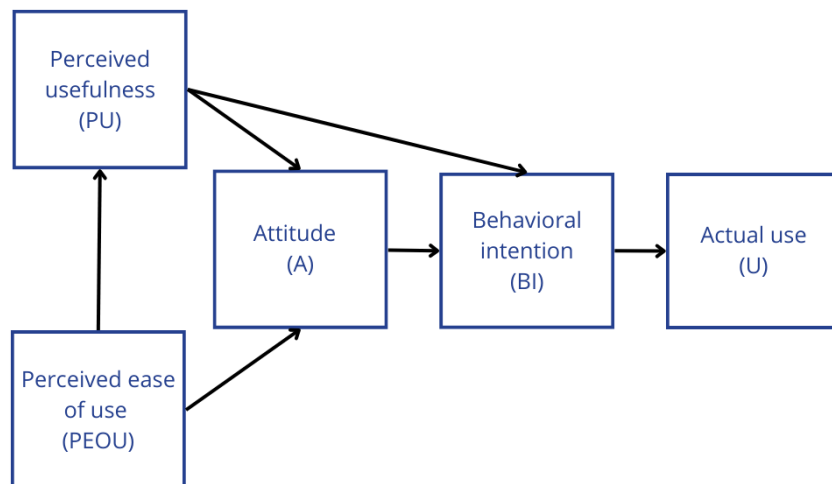 Perceived
usefulness
(PU)
Attitude
(A)
Behavioral
intention
(BI)
Actual use
(U)
Perceived ease
of use
(PEOU)